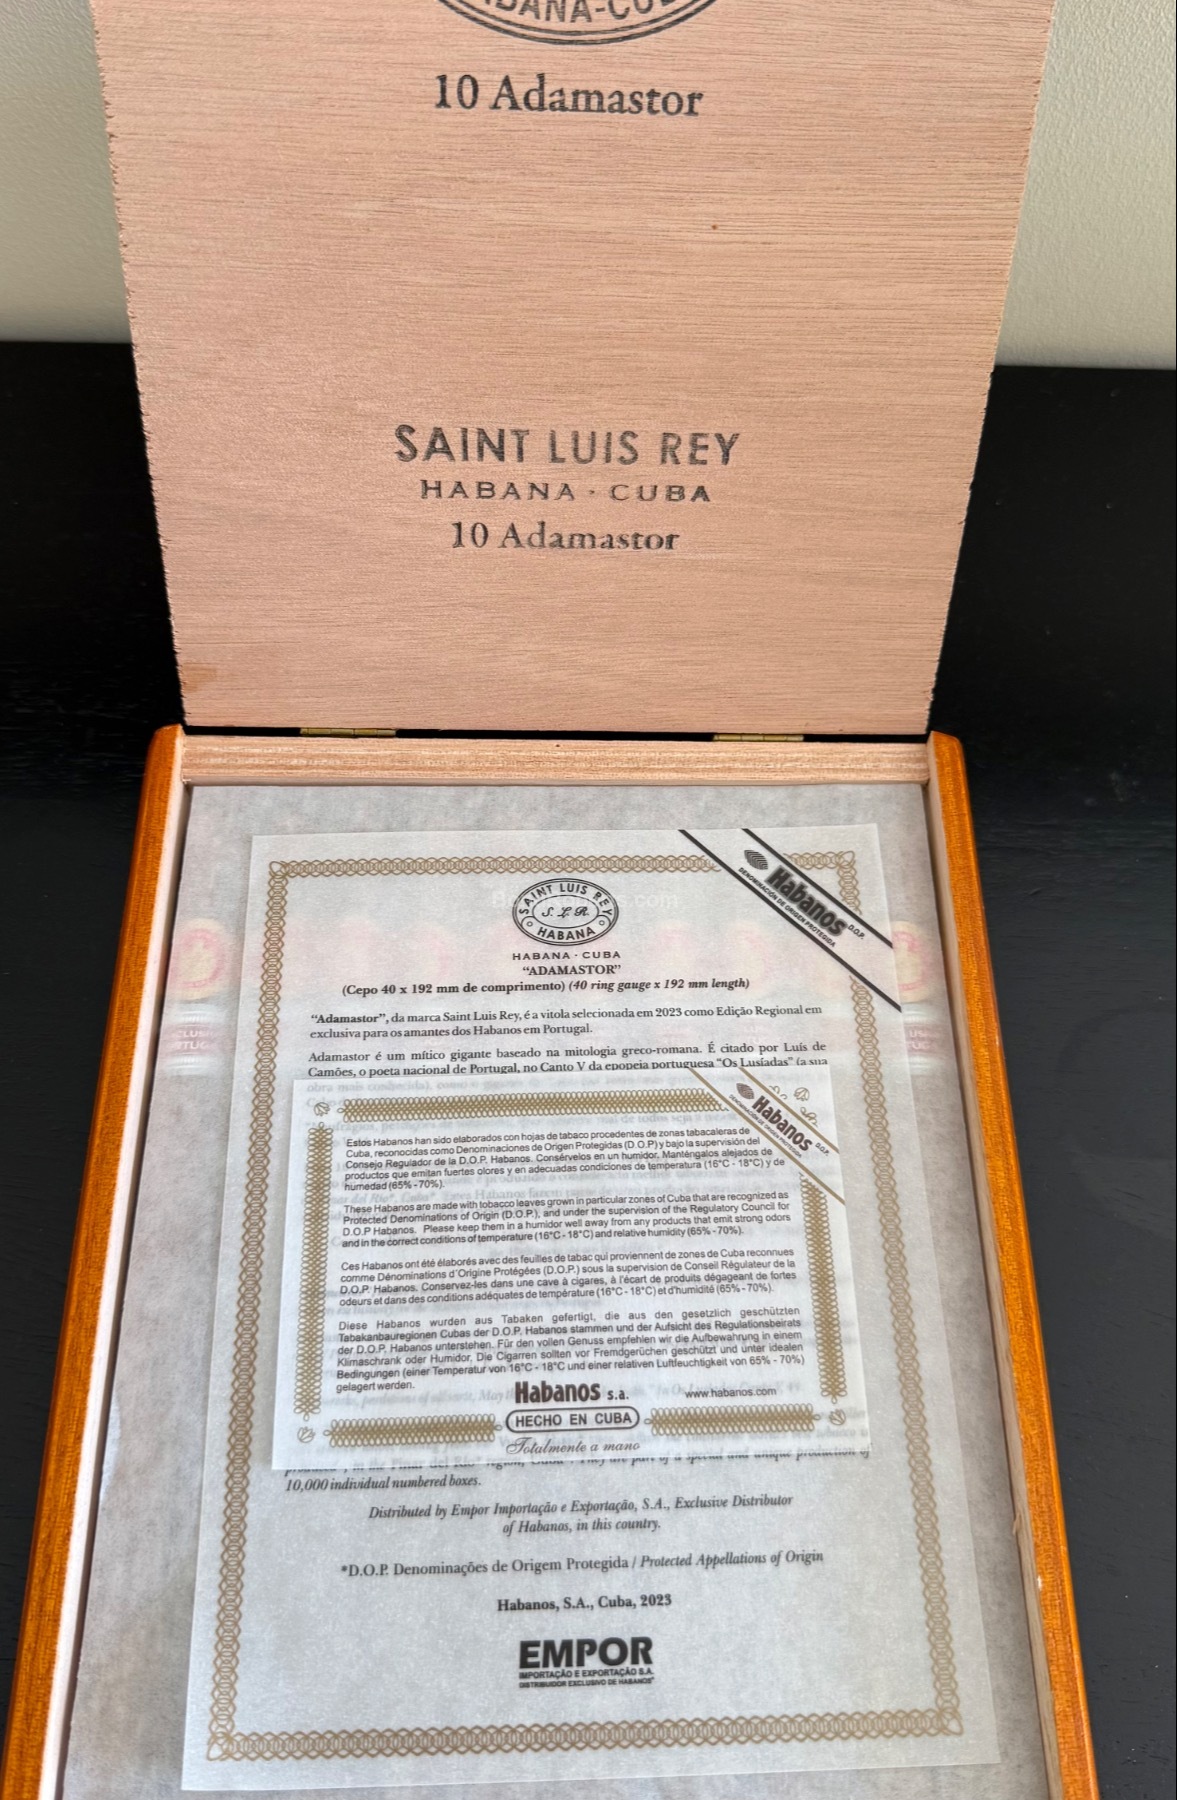 HABANA-CUBA
10 Adamastor
SAINT LUIS REY
HABANA · CUBA
10 Adamastor
Habanos D.O.P.
DENOMINACIÓN DE ORIGEN PROTEGIDA
SAINT LUIS REY
S. L. R.
HABANA
HABANA · CUBA
“ADAMASTOR”
(Cepo 40 x 192 mm de comprimento) (40 ring gauge x 192 mm length)
“Adamastor”, da marca Saint Luis Rey, é a vitola selecionada em 2023 como Edição Regional em
exclusiva para os amantes dos Habanos em Portugal.
Adamastor é um mítico gigante baseado na mitologia greco-romana. É citado por Luís de
Camões, o poeta nacional de Portugal, no Canto V da epopeia portuguesa “Os Lusíadas” (a sua
Habanos D.O.P.
DENOMINACIÓN DE ORIGEN PROTEGIDA
Estos Habanos han sido elaborados con hojas de tabaco procedentes de zonas tabacaleras de
Cuba, reconocidas como Denominaciones de Origen Protegidas (D.O.P.) y bajo la supervisión del
Consejo Regulador de la D.O.P. Habanos. Consérvelos en un humidor. Manténgalos alejados de
productos que emitan fuertes olores y en adecuadas condiciones de temperatura (16°C - 18°C) y de
humedad (65% - 70%).
These Habanos are made with tobacco leaves grown in particular zones of Cuba that are recognized as
Protected Denominations of Origin (D.O.P.), and under the supervision of the Regulatory Council for
D.O.P Habanos. Please keep them in a humidor well away from any products that emit strong odors
and in the correct conditions of temperature (16°C - 18°C) and relative humidity (65% - 70%).
Ces Habanos ont été élaborés avec des feuilles de tabac qui proviennent de zones de Cuba reconnues
comme Dénominations d´Origine Protégées (D.O.P.) sous la supervision de Conseil Régulateur de la
D.O.P. Habanos. Conservez-les dans une cave à cigares, à l'écart de produits dégageant de fortes
odeurs et dans des conditions adéquates de température (16°C - 18°C) et d'humidité (65% - 70%).
Diese Habanos wurden aus Tabaken gefertigt, die aus den gesetzlich geschützten
Tabakanbauregionen Cubas der D.O.P. Habanos stammen und der Aufsicht des Regulationsbeirats
der D.O.P. Habanos unterstehen. Für den vollen Genuss empfehlen wir die Aufbewahrung in einem
Klimaschrank oder Humidor. Die Cigarren sollten vor Fremdgerüchen geschützt und unter idealen
Bedingungen (einer Temperatur von 16°C - 18°C und einer relativen Luftfeuchtigkeit von 65% - 70%)
gelagert werden.
Habanos s.a.
www.habanos.com
HECHO EN CUBA
Totalmente a mano
10,000 individual numbered boxes.
Distributed by Empor Importação e Exportação, S.A., Exclusive Distributor
of Habanos, in this country.
*D.O.P. Denominações de Origem Protegida / Protected Appellations of Origin
Habanos, S.A., Cuba, 2023
EMPOR
IMPORTAÇÃO E EXPORTAÇÃO S.A.
DISTRIBUIDOR EXCLUSIVO DE HABANOS